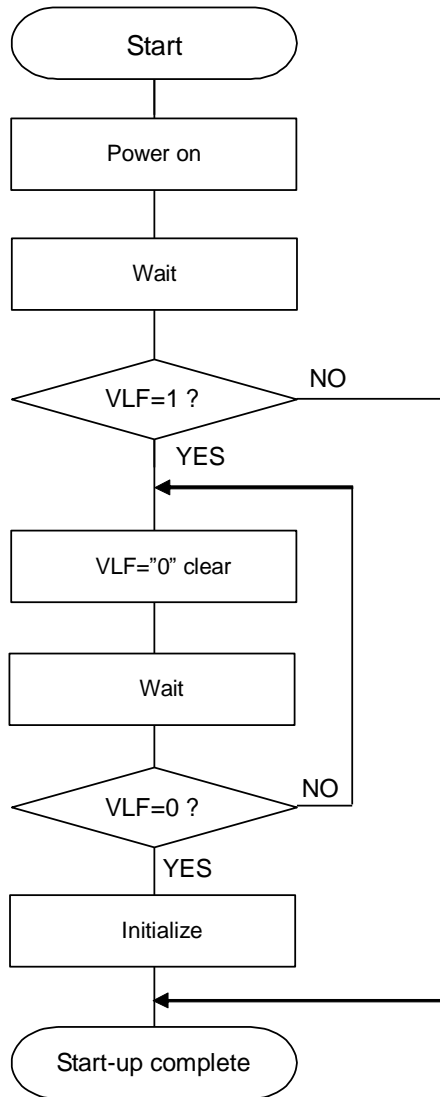 Start
Power on
Wait
VLF=1 ?
NO
YES
VLF=”0” clear
Wait
VLF=0 ?
NO
YES
Initialize
Start-up complete